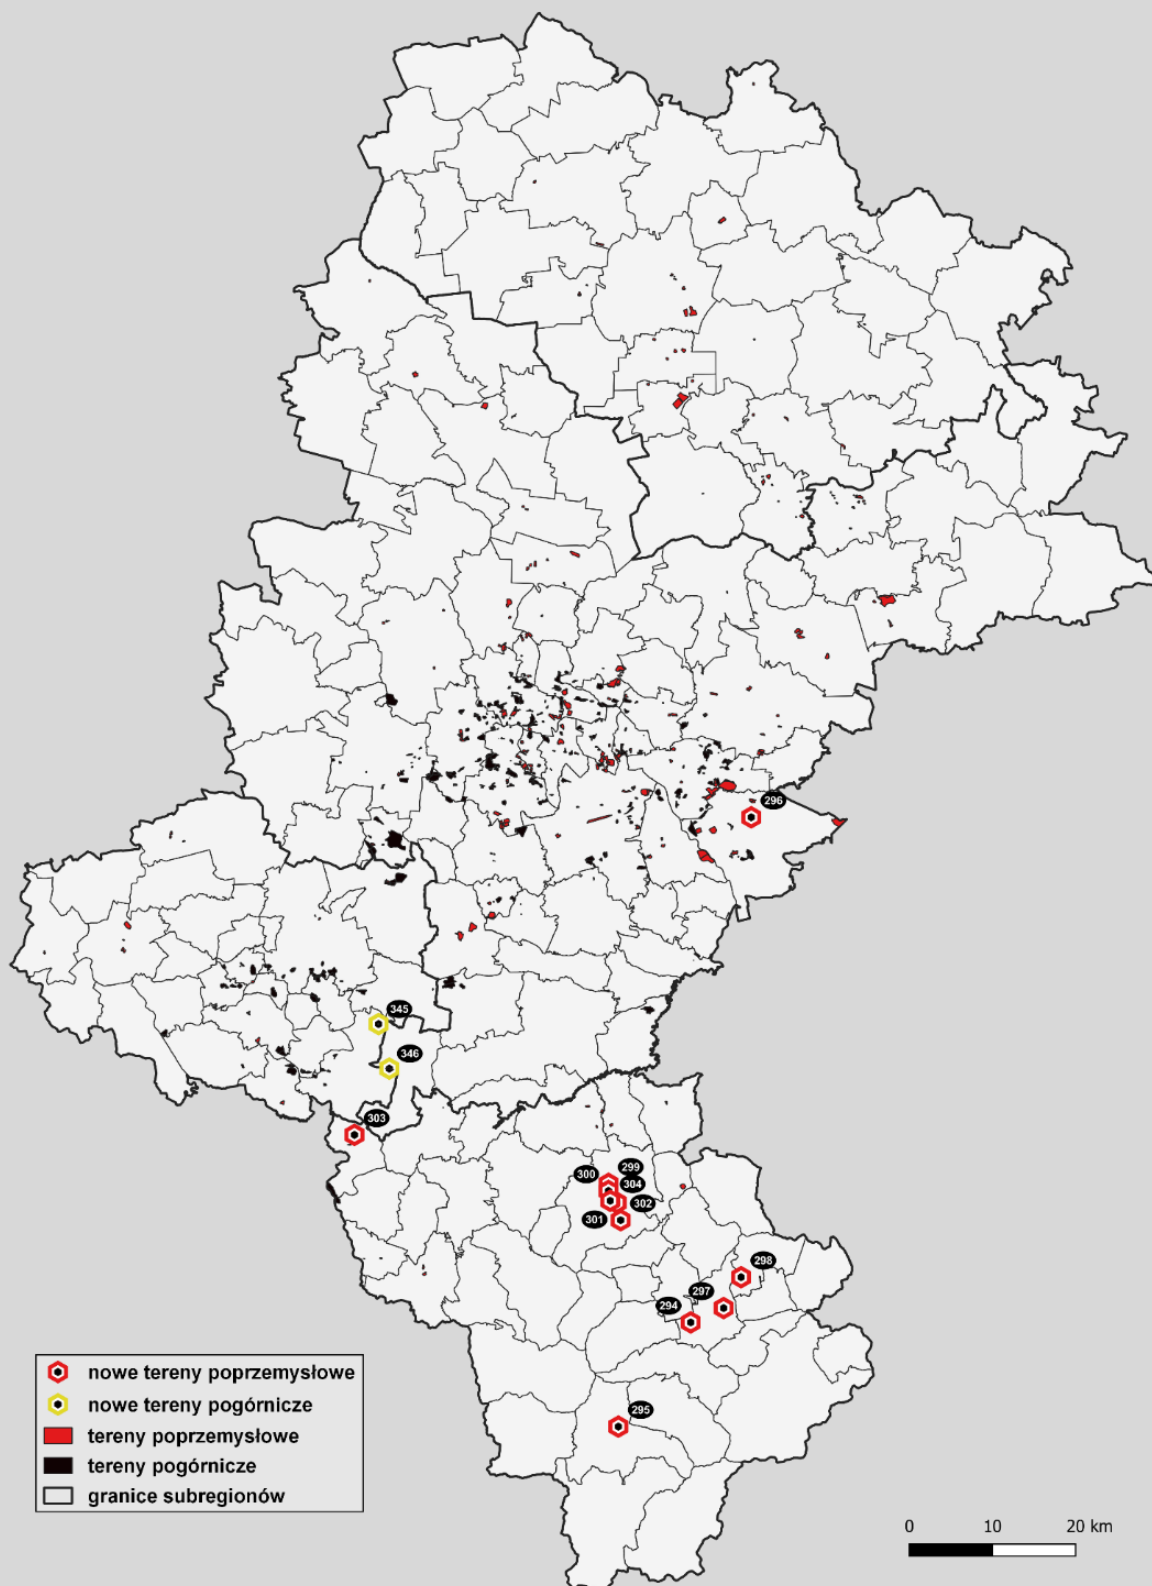 296
345
346
303
299
300
304
302
301
298
297
294
295
nowe tereny poprzemysłowe
nowe tereny pogórnicze
tereny poprzemysłowe
tereny pogórnicze
granice subregionów
0 10 20 km